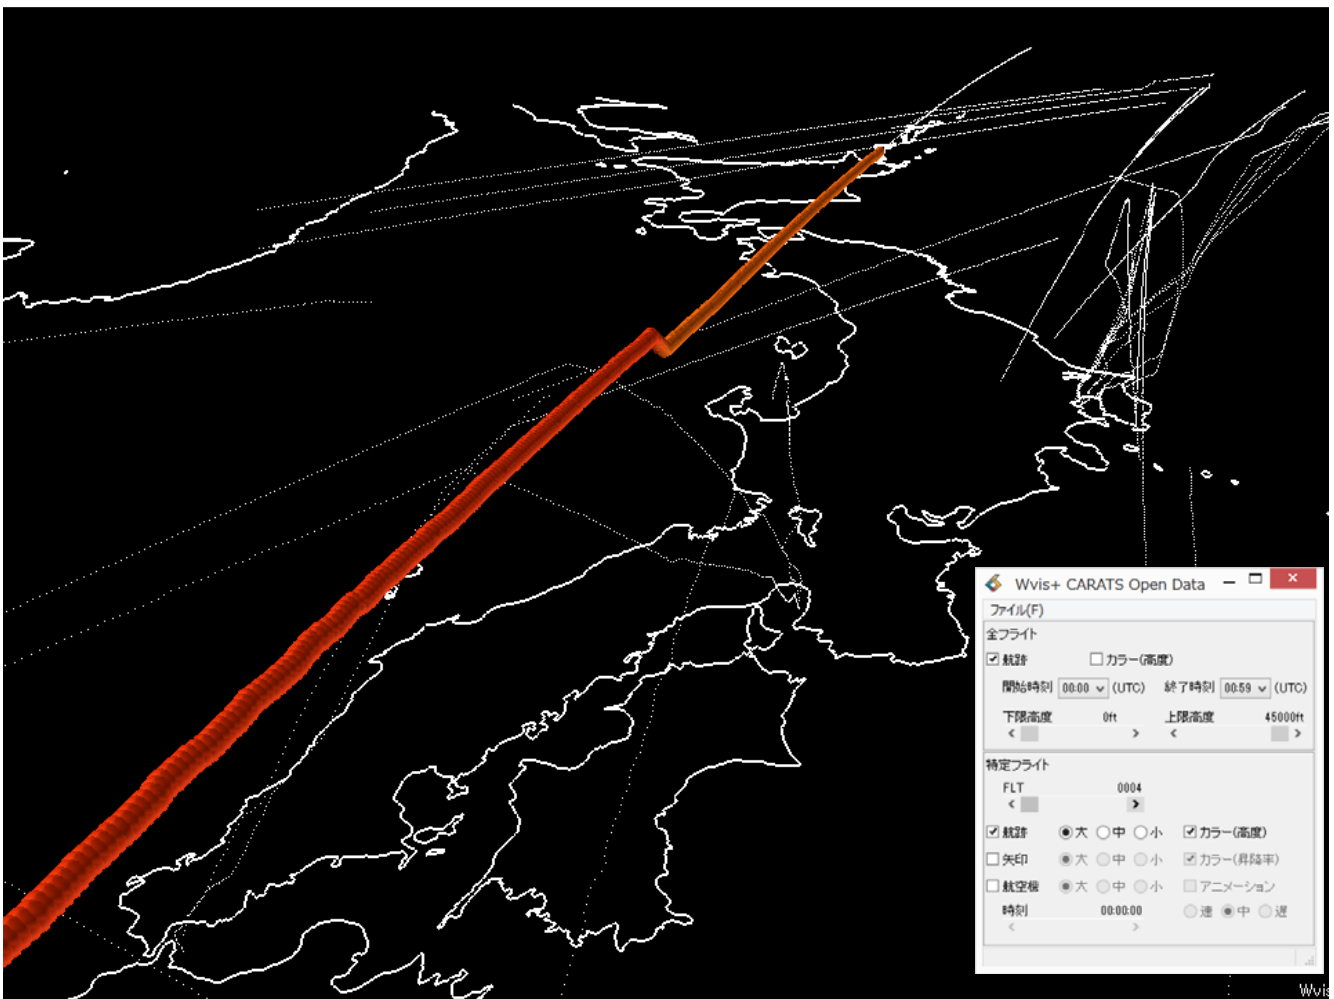 Wvis+ CARATS Open Data
ファイル(F)
全フライト
航跡 カラー(高度)
開始時刻 00:00 (UTC) 終了時刻 00:59 (UTC)
下限高度 0ft 上限高度 45000ft
特定フライト
FLT 0004
航跡 大 中 小 カラー(高度)
矢印 大 中 小 カラー(昇降率)
航空機 大 中 小 アニメーション
時刻 00:00:00 速 中 遅
Wvis